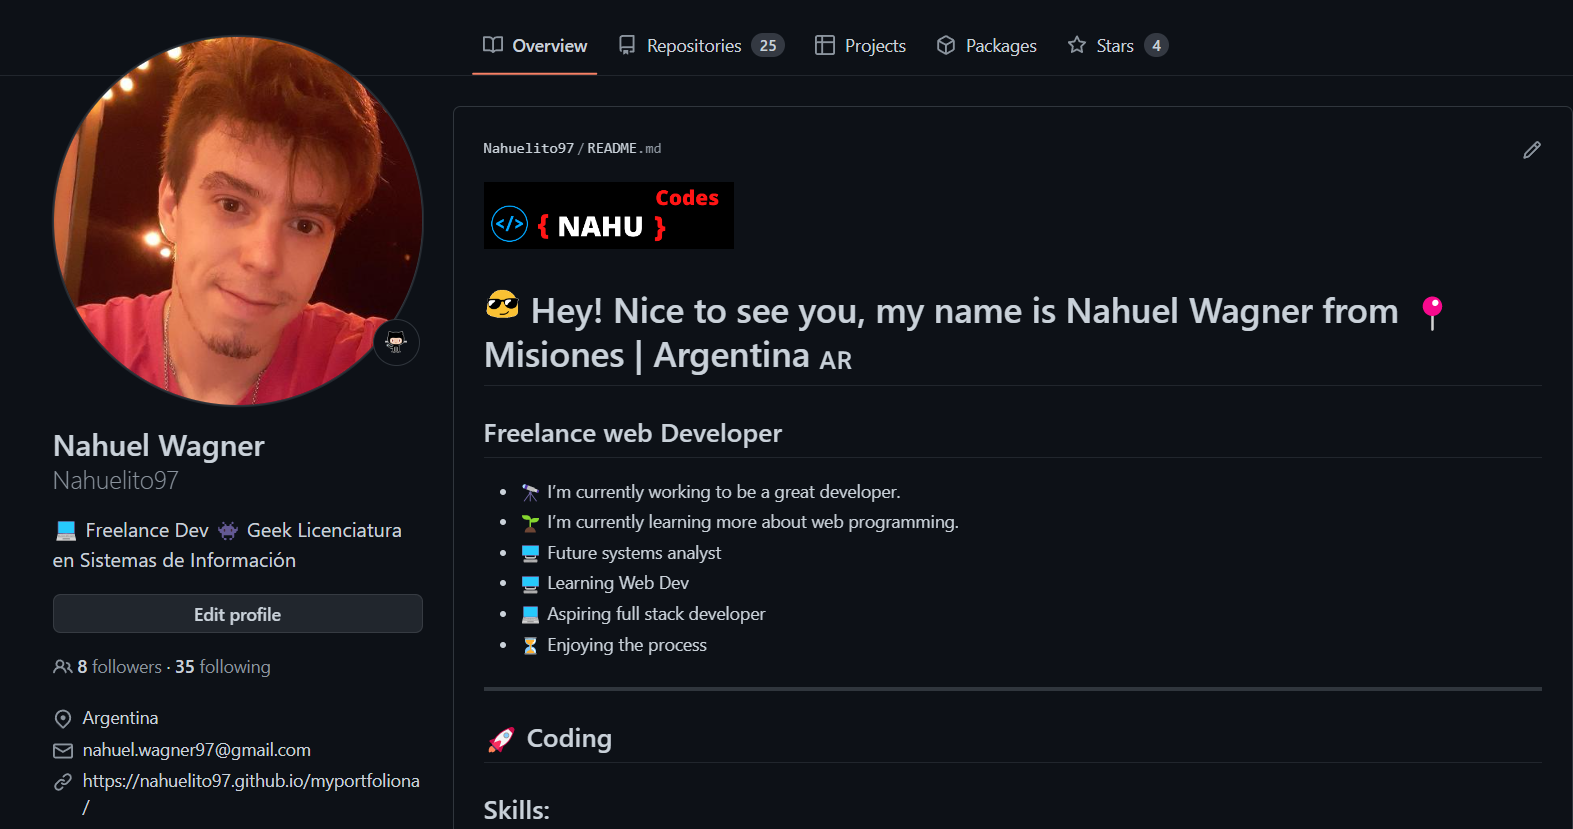 Overview Repositories 25 Projects Packages Stars 4
Nahuel Wagner
Nahuelito97
Freelance Dev Geek Licenciatura
en Sistemas de Información
Edit profile
8 followers · 35 following
Argentina
nahuel.wagner97@gmail.com
https://nahuelito97.github.io/myportfoliona
/
Nahuelito97/README.md
Codes
</> { NAHU }
😎 Hey! Nice to see you, my name is Nahuel Wagner from 📍
Misiones | Argentina AR
Freelance web Developer
• 🔭 I’m currently working to be a great developer.
• 🌱 I’m currently learning more about web programming.
• 🖥️ Future systems analyst
• 🖥️ Learning Web Dev
• 💻 Aspiring full stack developer
• ⏳ Enjoying the process
🚀 Coding
Skills: